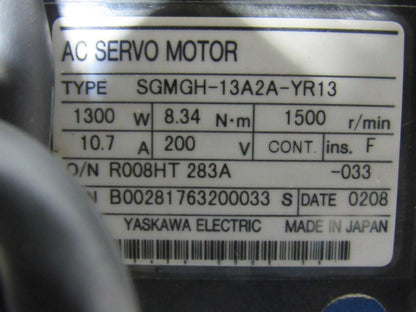 AC SERVO MOTOR
TYPE SGMGH-13A2A-YR13
1300 W 8.34 N·m 1500 r/min
10.7 A 200 V CONT. ins. F
O/N R008HT 283A -033
N B00281763200033 S DATE 0208
YASKAWA ELECTRIC MADE IN JAPAN